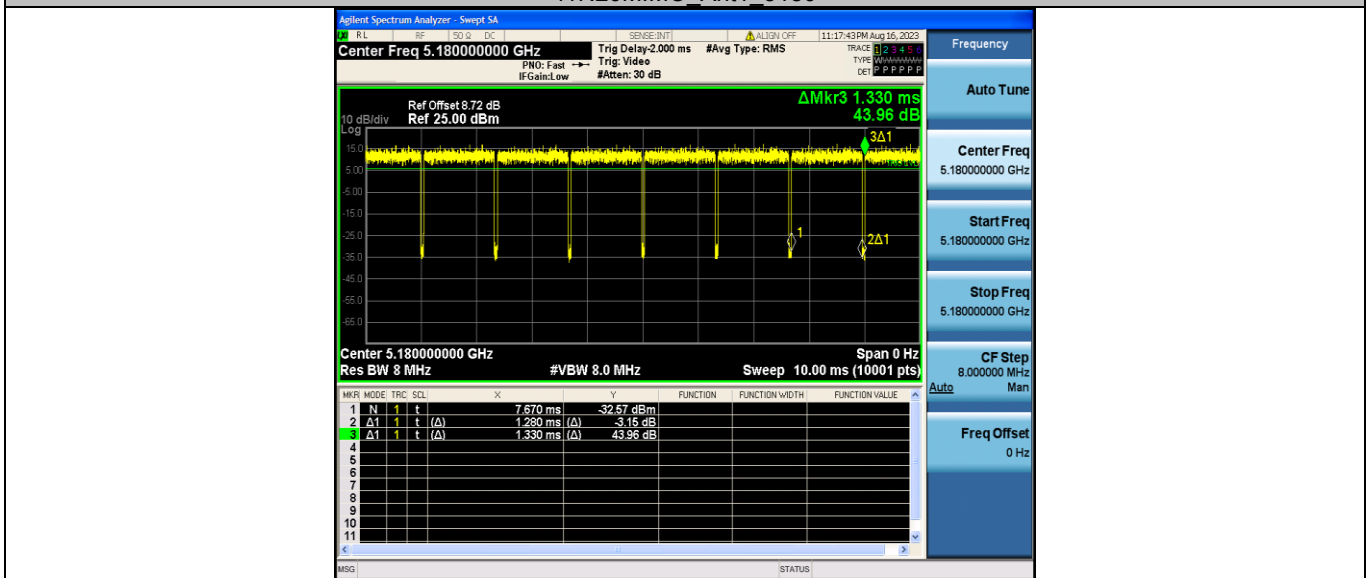 Agilent Spectrum Analyzer - Swept SA
RL RF 50 Ω DC SENSE:INT ALIGN OFF 11:17:43 PM Aug 16, 2023
Center Freq 5.180000000 GHz Trig Delay-2.000 ms #Avg Type: RMS TRACE 1 2 3 4 5 6 Frequency
PNO: Fast Trig: Video TYPE WWWWWW
IFGain:Low #Atten: 30 dB DET P P P P P P
Auto Tune
Ref Offset 8.72 dB ΔMkr3 1.330 ms
10 dB/div Ref 25.00 dBm 43.96 dB
Log
15.0
5.00
-5.00
-15.0
-25.0
-35.0
-45.0
-55.0
-65.0
3Δ1
1
2Δ1
Center Freq
5.180000000 GHz
Start Freq
5.180000000 GHz
Stop Freq
5.180000000 GHz
Center 5.180000000 GHz Span 0 Hz
Res BW 8 MHz #VBW 8.0 MHz Sweep 10.00 ms (10001 pts)
CF Step
8.000000 MHz
Auto Man
MKR MODE TRC SCL X Y FUNCTION FUNCTION WIDTH FUNCTION VALUE
1 N 1 t 7.670 ms -32.57 dBm
2 Δ1 1 t (Δ) 1.280 ms (Δ) -3.15 dB
3 Δ1 1 t (Δ) 1.330 ms (Δ) 43.96 dB
4
5
6
7
8
9
10
11
Freq Offset
0 Hz
MSG STATUS